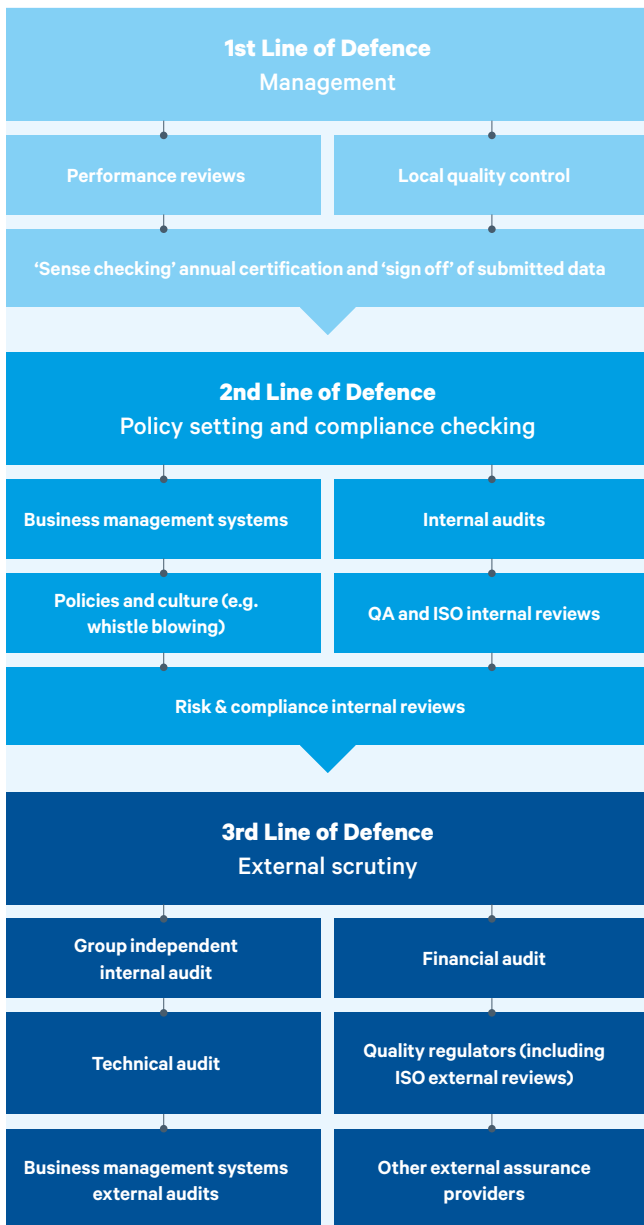 1st Line of Defence
Management
Performance reviews
Local quality control
‘Sense checking’ annual certification and ‘sign off’ of submitted data
2nd Line of Defence
Policy setting and compliance checking
Business management systems
Internal audits
Policies and culture (e.g.
whistle blowing)
QA and ISO internal reviews
Risk & compliance internal reviews
3rd Line of Defence
External scrutiny
Group independent
internal audit
Financial audit
Technical audit
Quality regulators (including
ISO external reviews)
Business management systems
external audits
Other external assurance
providers